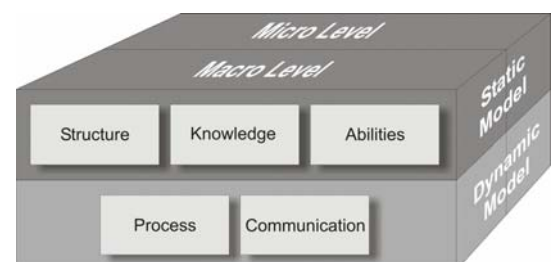 Micro Level
Macro Level
Static
Model
Structure
Knowledge
Abilities
Dynamic
Model
Process
Communication